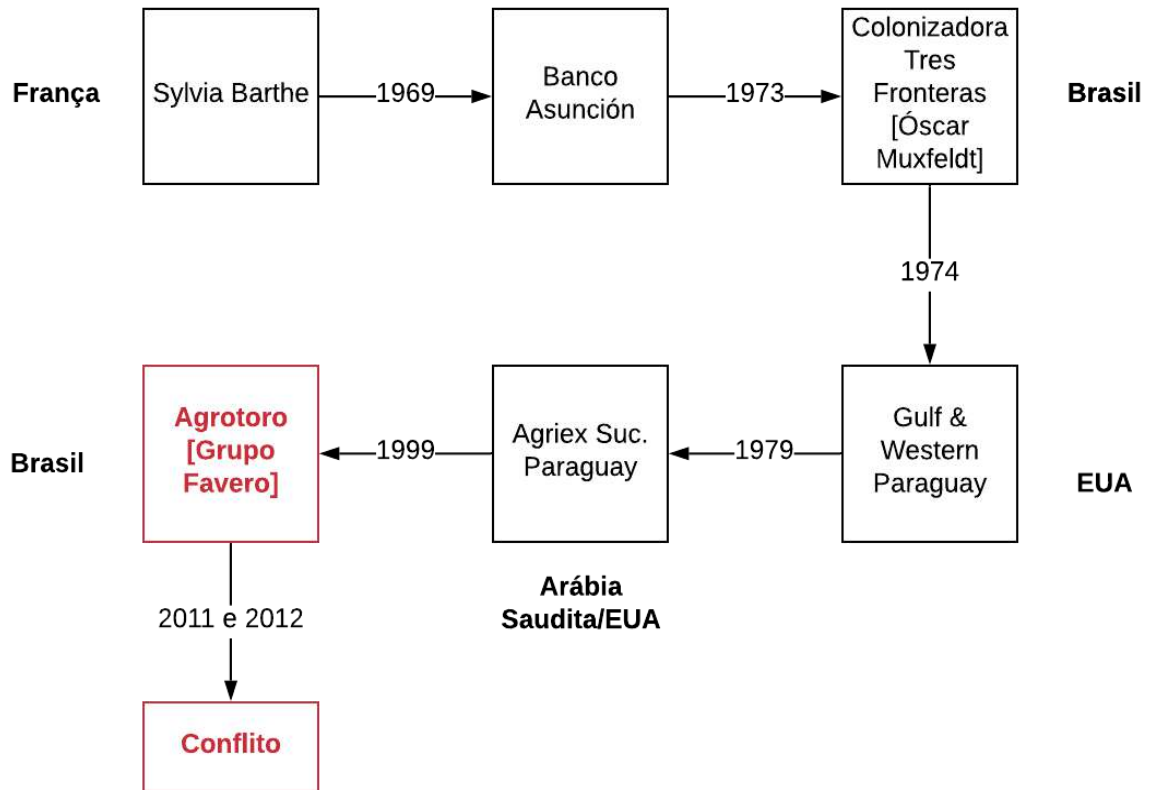 França
Sylvia Barthe
1969
Banco
Asunción
1973
Colonizadora
Tres
Fronteras
[Óscar
Muxfeldt]
Brasil
1974
Brasil
Agrotoro
[Grupo
Favero]
1999
Agriex Suc.
Paraguay
1979
Gulf &
Western
Paraguay
EUA
Arábia
Saudita/EUA
2011 e 2012
Conflito